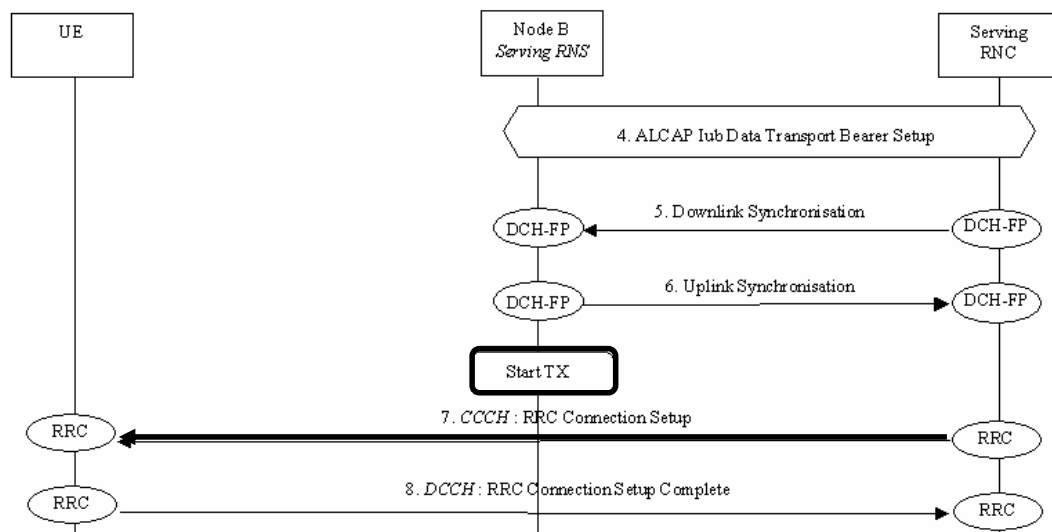 UE
Node B
Serving RNS
Serving
RNC
4. ALCAP Iub Data Transport Bearer Setup
5. Downlink Synchronisation
DCH-FP
DCH-FP
6. Uplink Synchronisation
DCH-FP
DCH-FP
Start TX
7. CCCH : RRC Connection Setup
RRC
RRC
8. DCCH : RRC Connection Setup Complete
RRC
RRC